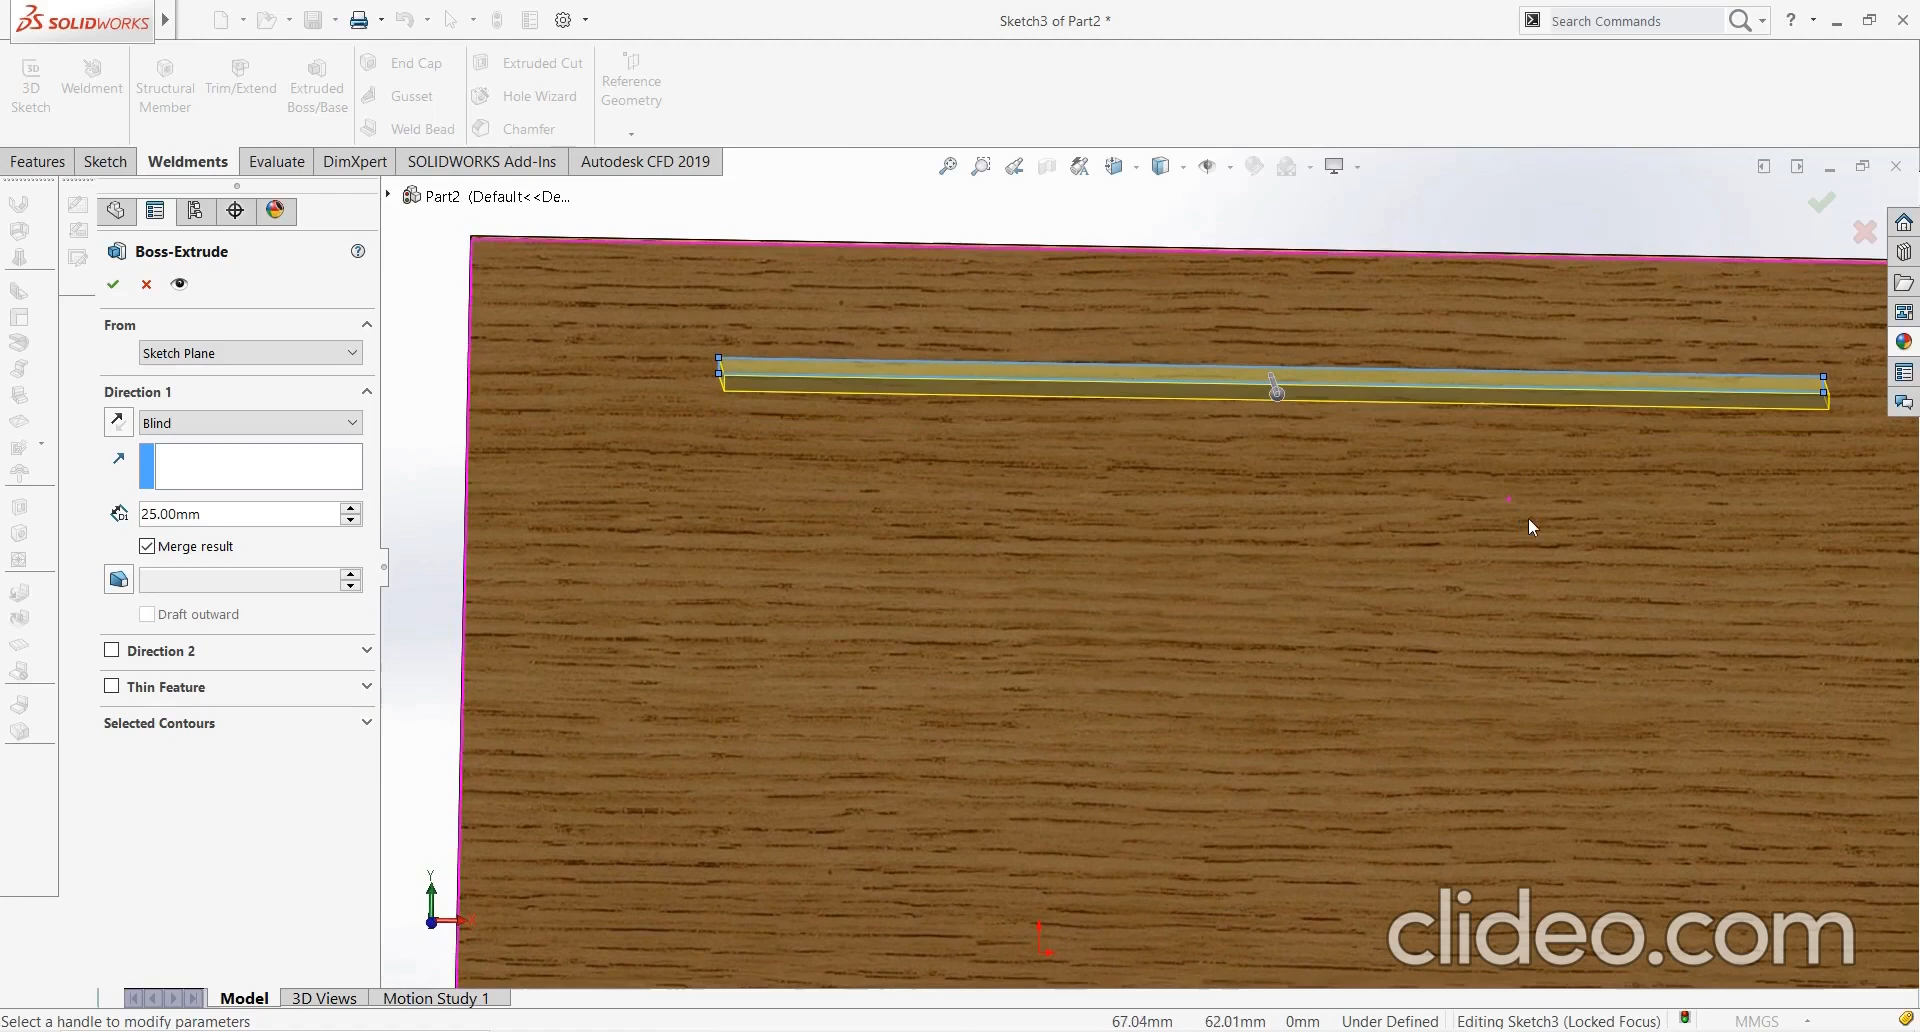 SOLIDWORKS
Sketch3 of Part2 *
Search Commands
?
3D Sketch
Weldment
Structural Member
Trim/Extend
Extruded Boss/Base
End Cap
Gusset
Weld Bead
Extruded Cut
Hole Wizard
Chamfer
Reference Geometry
Features
Sketch
Weldments
Evaluate
DimXpert
SOLIDWORKS Add-Ins
Autodesk CFD 2019
Part2 (Default<<De...
Boss-Extrude
?
From
Sketch Plane
Direction 1
Blind
D1
25.00mm
Merge result
Draft outward
Direction 2
Thin Feature
Selected Contours
Y
clideo.com
Model
3D Views
Motion Study 1
Select a handle to modify parameters
67.04mm
62.01mm
0mm
Under Defined
Editing Sketch3 (Locked Focus)
MMGS